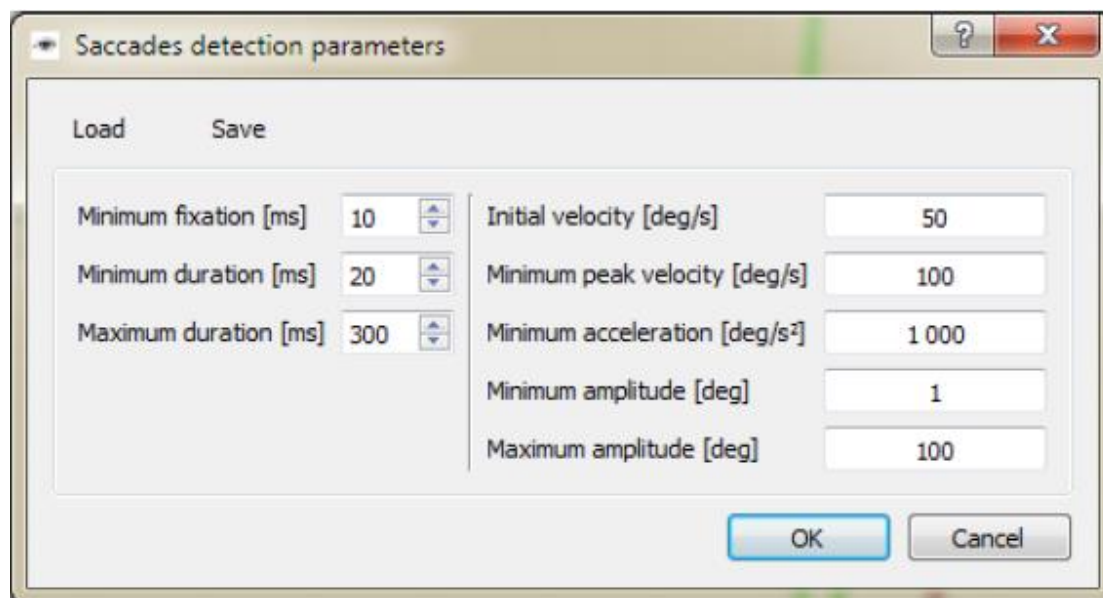 Saccades detection parameters
?
Load Save
Minimum fixation [ms] 10 Initial velocity [deg/s] 50
Minimum duration [ms] 20 Minimum peak velocity [deg/s] 100
Maximum duration [ms] 300 Minimum acceleration [deg/s²] 1 000
Minimum amplitude [deg] 1
Maximum amplitude [deg] 100
OK Cancel